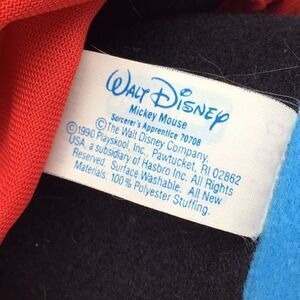 WALT DISNEY
Mickey Mouse
Sorcerer's Apprentice 70708
©The Walt Disney Company.
©1990 Playskool, Inc., Pawtucket, RI 02862
USA, a subsidiary of Hasbro Inc. All Rights
Reserved. Surface Washable. All New
Materials: 100% Polyester Stuffing.